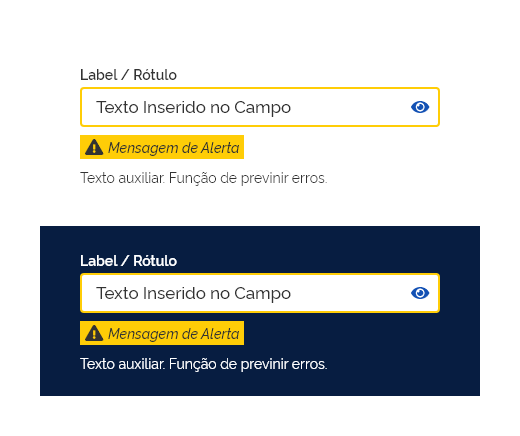 Label / Rótulo
Texto Inserido no Campo
Mensagem de Alerta
Texto auxiliar. Função de previnir erros.
Label / Rótulo
Texto Inserido no Campo
Mensagem de Alerta
Texto auxiliar. Função de previnir erros.